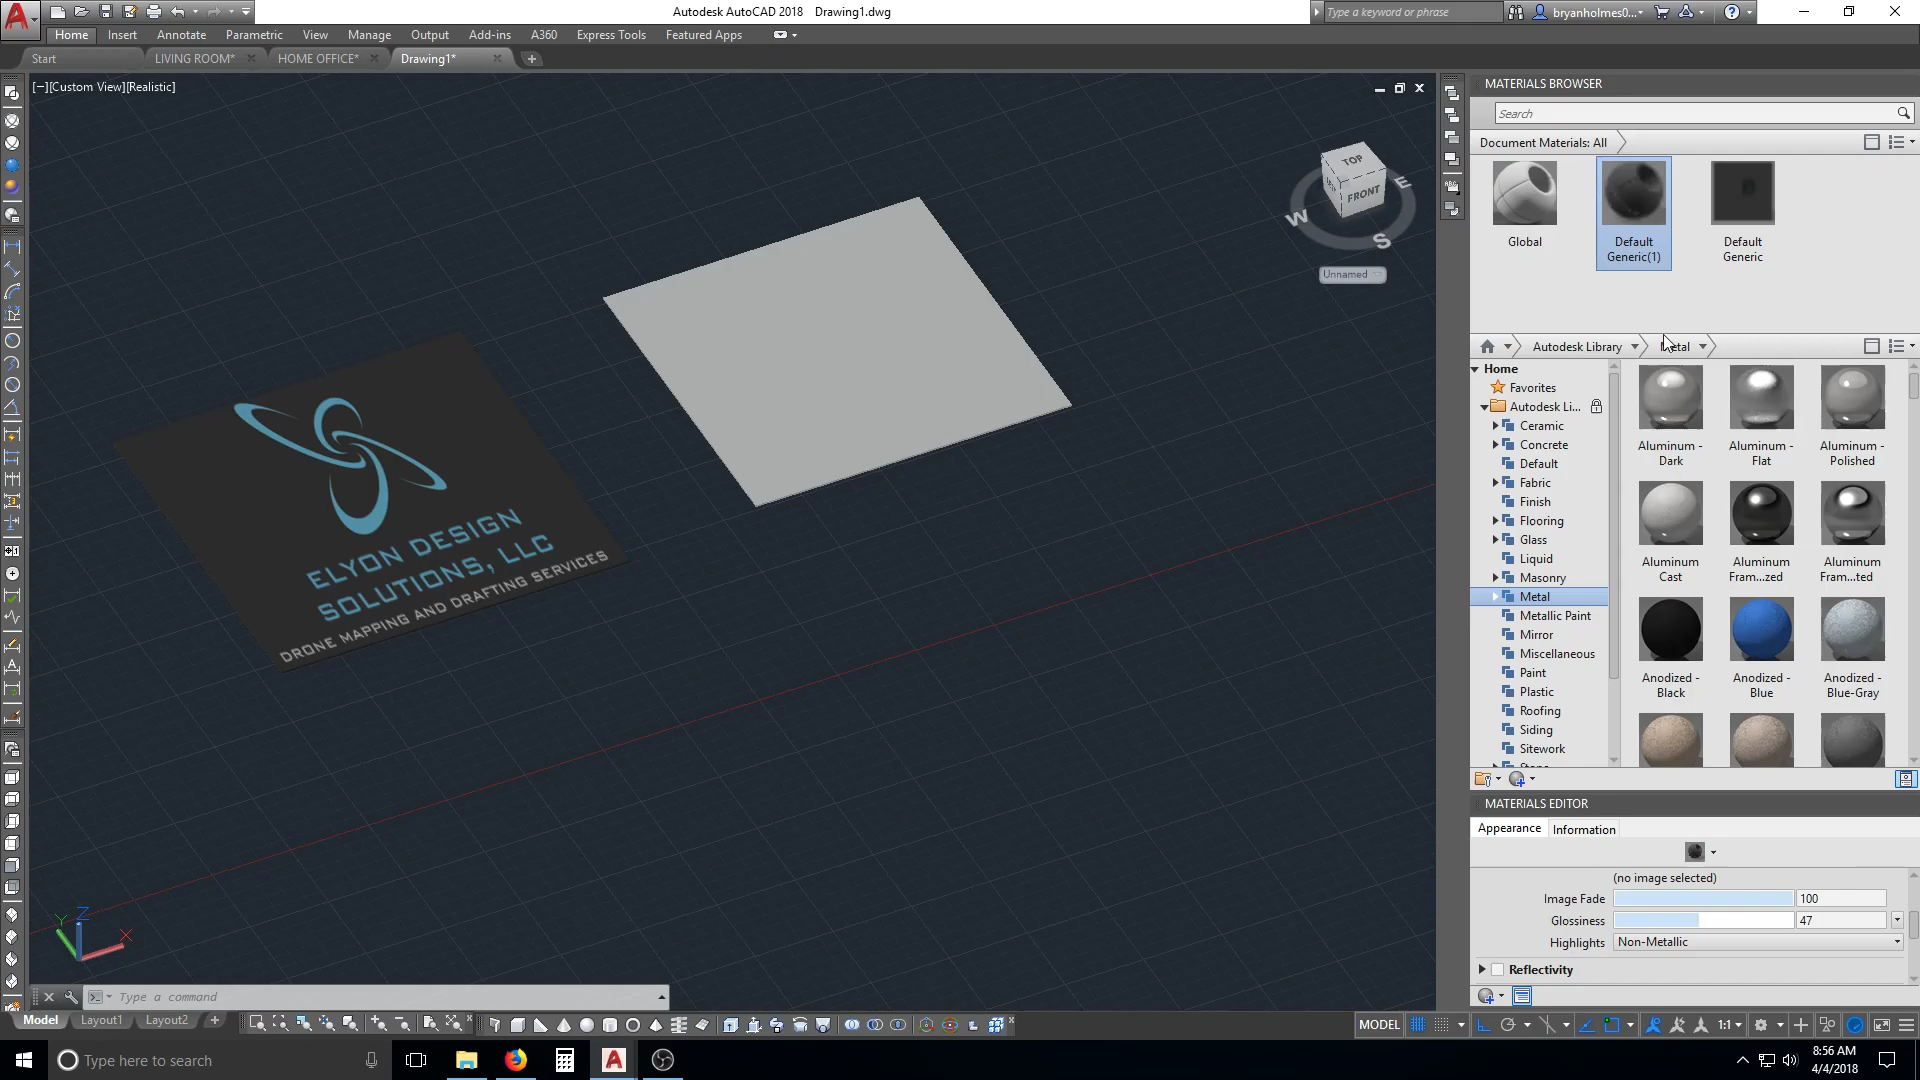 Autodesk AutoCAD 2018 Drawing1.dwg
Type a keyword or phrase
bryanholmes0...
Home Insert Annotate Parametric View Manage Output Add-ins A360 Express Tools Featured Apps
Start LIVING ROOM* HOME OFFICE* Drawing1*
[−][Custom View][Realistic]
TOP
FRONT
W
S
E
Unnamed
ELYON DESIGN
SOLUTIONS, LLC
DRONE MAPPING AND DRAFTING SERVICES
Y Z X
Type a command
Model Layout1 Layout2
MODEL
1:1
MATERIALS BROWSER
Search
Document Materials: All
Global
Default
Generic(1)
Default
Generic
Autodesk Library
Home
Favorites
Autodesk Li...
Ceramic
Concrete
Default
Fabric
Finish
Flooring
Glass
Liquid
Masonry
Metal
Metallic Paint
Mirror
Miscellaneous
Paint
Plastic
Roofing
Siding
Sitework
Aluminum -
Dark
Aluminum -
Flat
Aluminum -
Polished
Aluminum
Cast
Aluminum
Fram...zed
Aluminum
Fram...ted
Anodized -
Black
Anodized -
Blue
Anodized -
Blue-Gray
MATERIALS EDITOR
Appearance Information
(no image selected)
Image Fade 100
Glossiness 47
Highlights Non-Metallic
Reflectivity
Type here to search
8:56 AM
4/4/2018